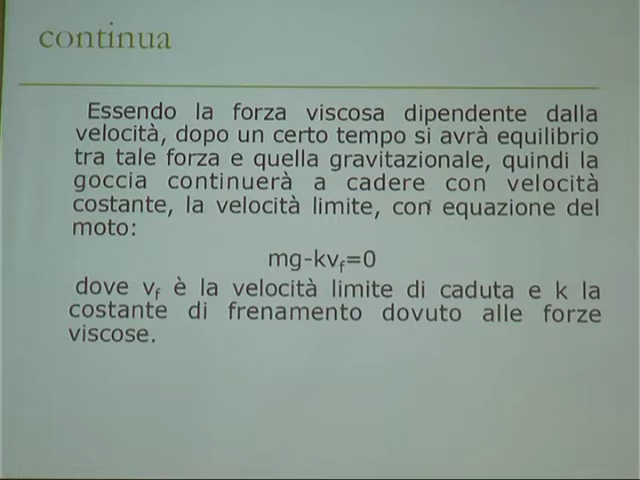 continua
Essendo la forza viscosa dipendente dalla
velocità, dopo un certo tempo si avrà equilibrio
tra tale forza e quella gravitazionale, quindi la
goccia continuerà a cadere con velocità
costante, la velocità limite, con equazione del
moto:
mg-kvf=0
dove vf è la velocità limite di caduta e k la
costante di frenamento dovuto alle forze
viscose.